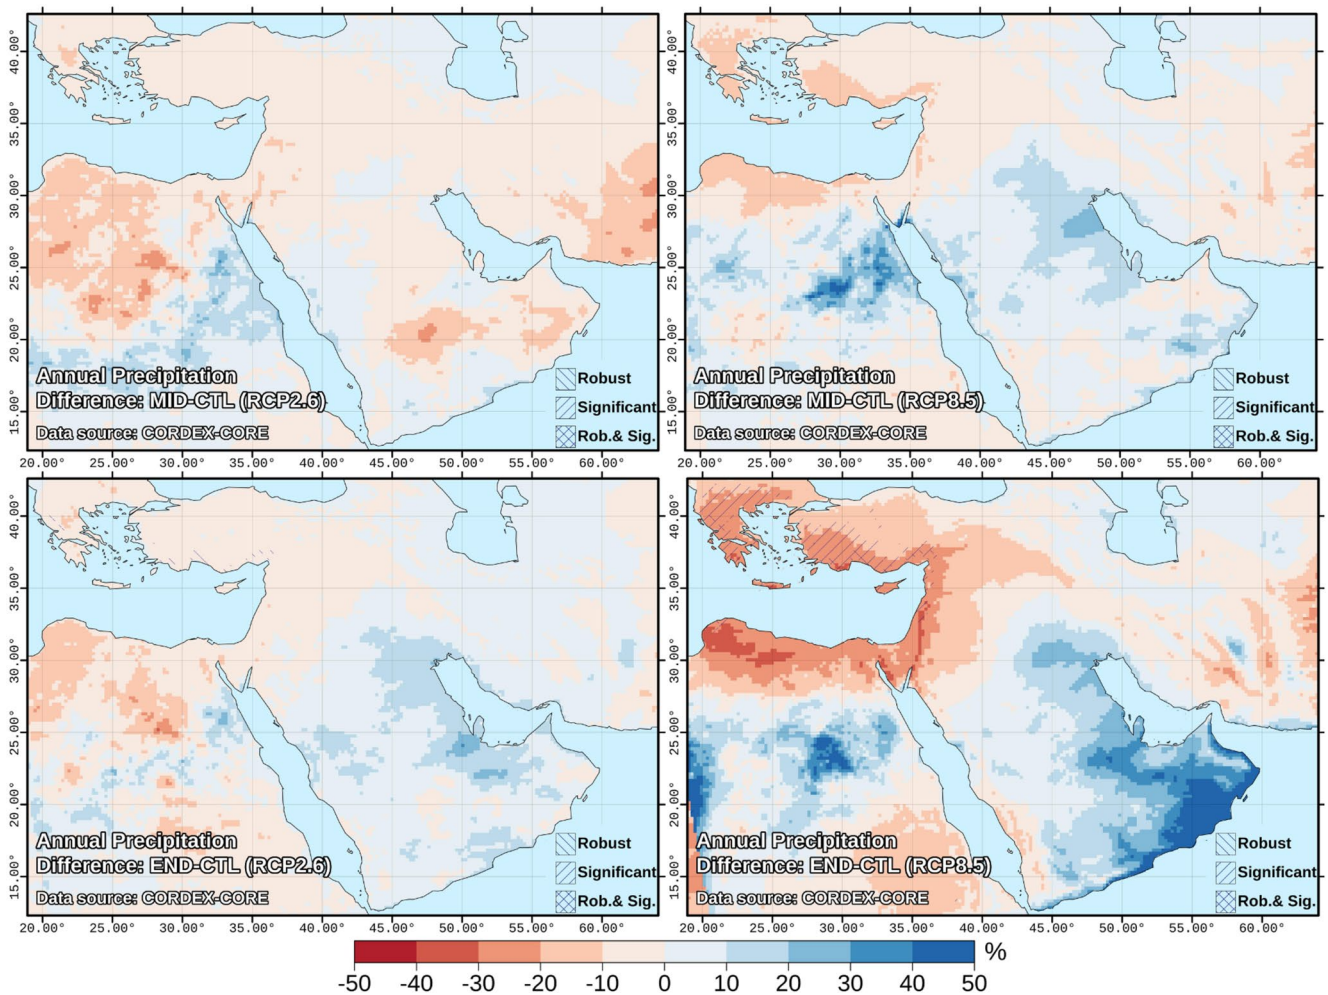 40.00°
35.00°
30.00°
25.00°
20.00°
15.00°
Annual Precipitation
Difference: MID-CTL (RCP2.6)
Data source: CORDEX-CORE
Robust
Significant
Rob.& Sig.
20.00° 25.00° 30.00° 35.00° 40.00° 45.00° 50.00° 55.00° 60.00°
40.00°
35.00°
30.00°
25.00°
20.00°
15.00°
Annual Precipitation
Difference: MID-CTL (RCP8.5)
Data source: CORDEX-CORE
Robust
Significant
Rob.& Sig.
20.00° 25.00° 30.00° 35.00° 40.00° 45.00° 50.00° 55.00° 60.00°
40.00°
35.00°
30.00°
25.00°
20.00°
15.00°
Annual Precipitation
Difference: END-CTL (RCP2.6)
Data source: CORDEX-CORE
Robust
Significant
Rob.& Sig.
20.00° 25.00° 30.00° 35.00° 40.00° 45.00° 50.00° 55.00° 60.00°
40.00°
35.00°
30.00°
25.00°
20.00°
15.00°
Annual Precipitation
Difference: END-CTL (RCP8.5)
Data source: CORDEX-CORE
Robust
Significant
Rob.& Sig.
20.00° 25.00° 30.00° 35.00° 40.00° 45.00° 50.00° 55.00° 60.00°
%
-50 -40 -30 -20 -10 0 10 20 30 40 50